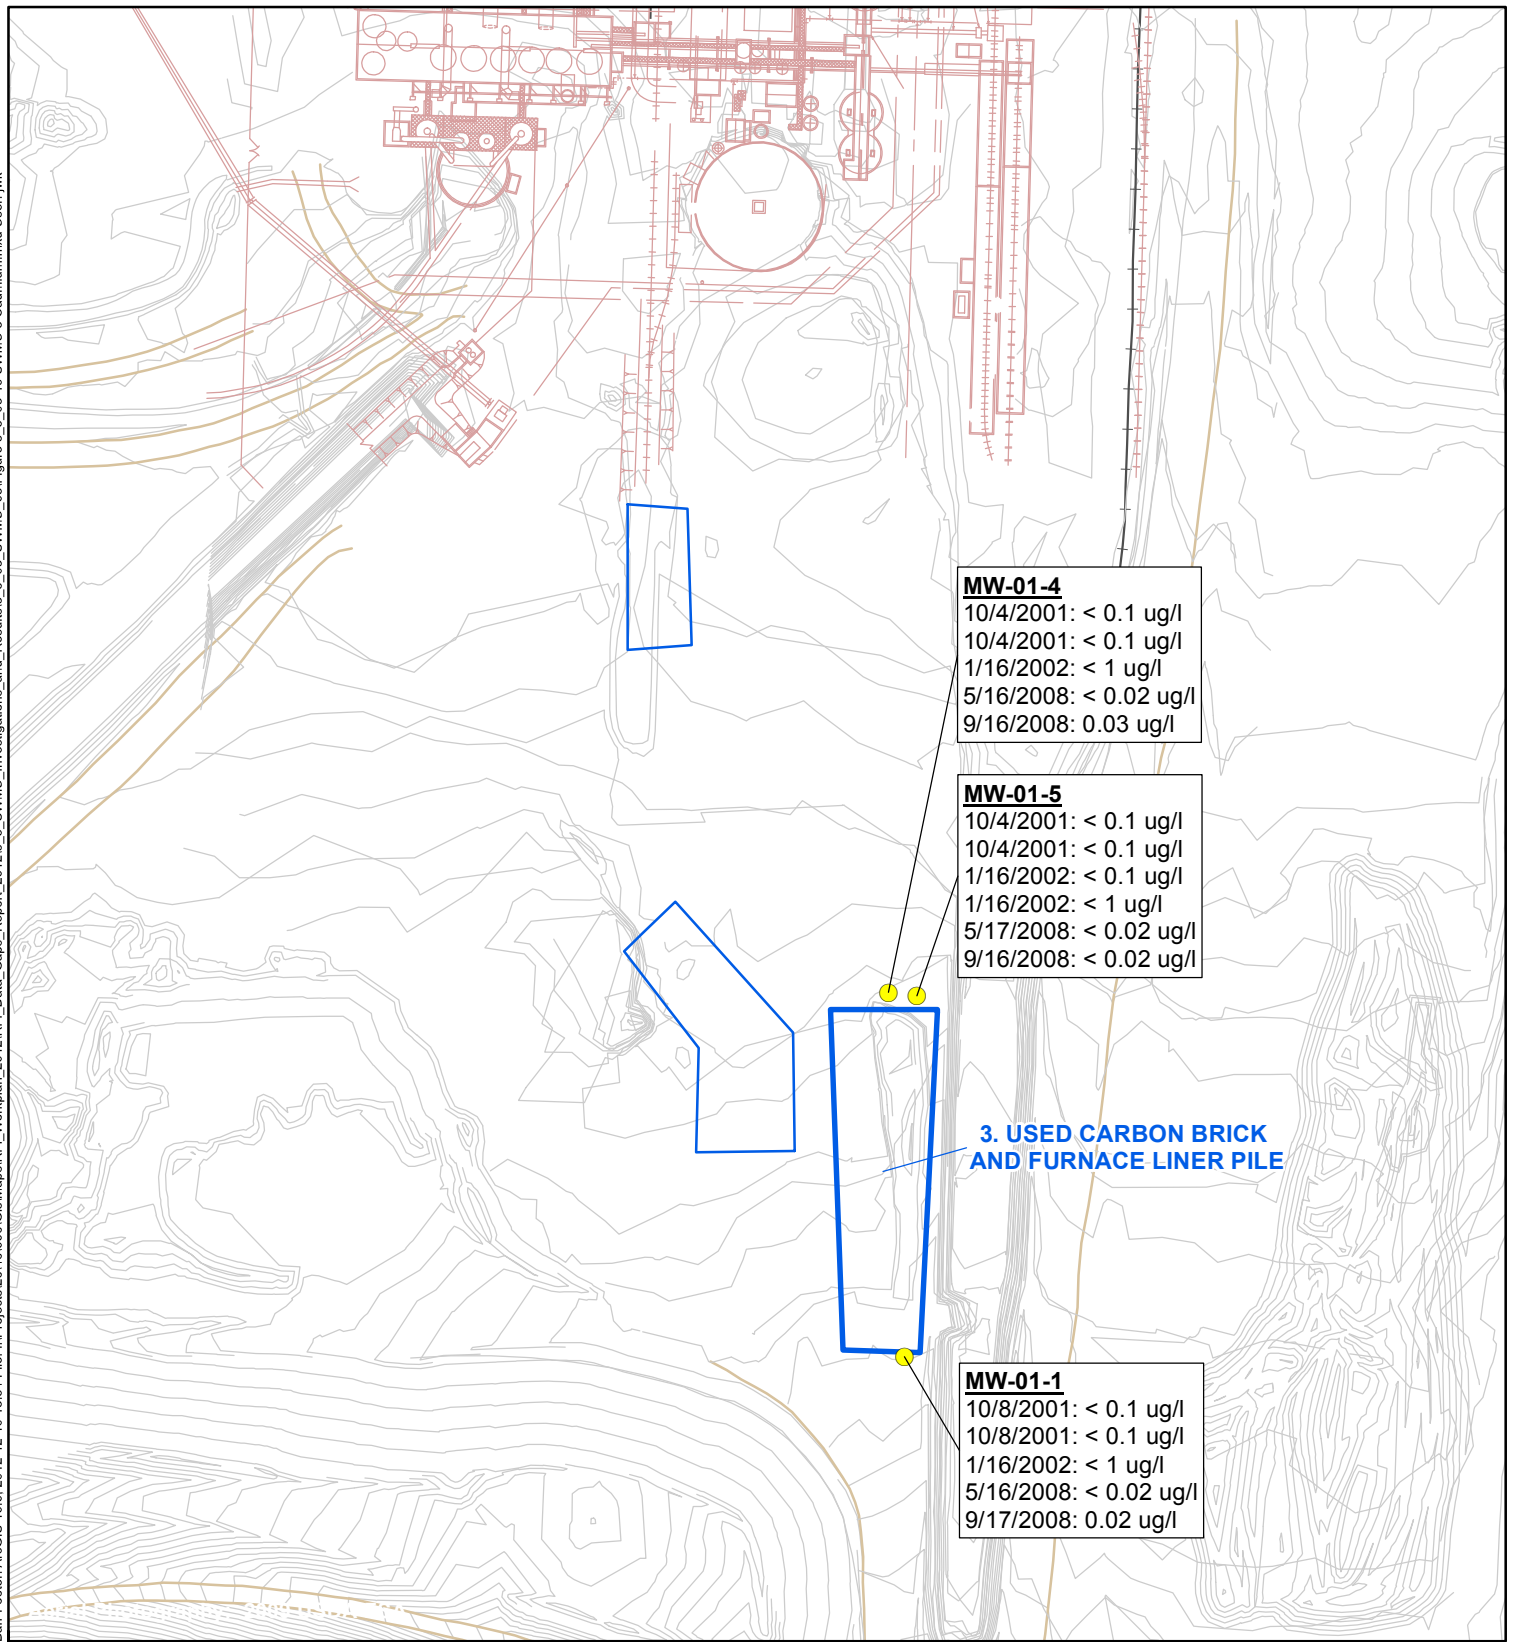 MW-01-4
10/4/2001: < 0.1 ug/l
10/4/2001: < 0.1 ug/l
1/16/2002: < 1 ug/l
5/16/2008: < 0.02 ug/l
9/16/2008: 0.03 ug/l
MW-01-5
10/4/2001: < 0.1 ug/l
10/4/2001: < 0.1 ug/l
1/16/2002: < 0.1 ug/l
1/16/2002: < 1 ug/l
5/17/2008: < 0.02 ug/l
9/16/2008: < 0.02 ug/l
3. USED CARBON BRICK
AND FURNACE LINER PILE
MW-01-1
10/8/2001: < 0.1 ug/l
10/8/2001: < 0.1 ug/l
1/16/2002: < 1 ug/l
5/16/2008: < 0.02 ug/l
9/17/2008: 0.02 ug/l